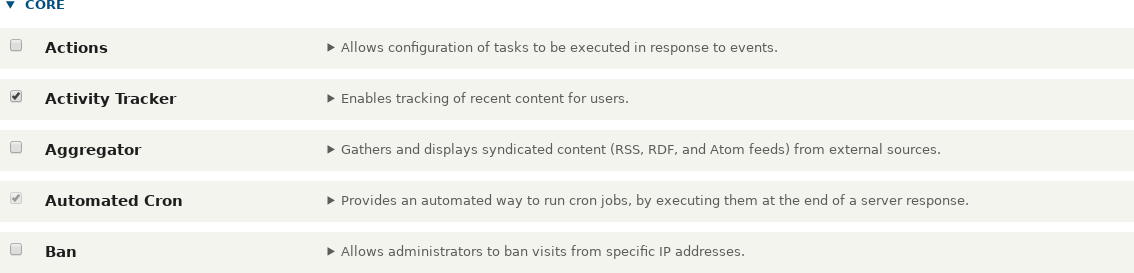 CORE
Actions Allows configuration of tasks to be executed in response to events.
Activity Tracker Enables tracking of recent content for users.
Aggregator Gathers and displays syndicated content (RSS, RDF, and Atom feeds) from external sources.
Automated Cron Provides an automated way to run cron jobs, by executing them at the end of a server response.
Ban Allows administrators to ban visits from specific IP addresses.